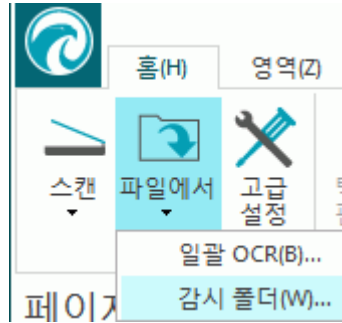 홈(H) 영역(Z)
스캔 파일에서 고급
설정
일괄 OCR(B)...
감시 폴더(W)...
페이지